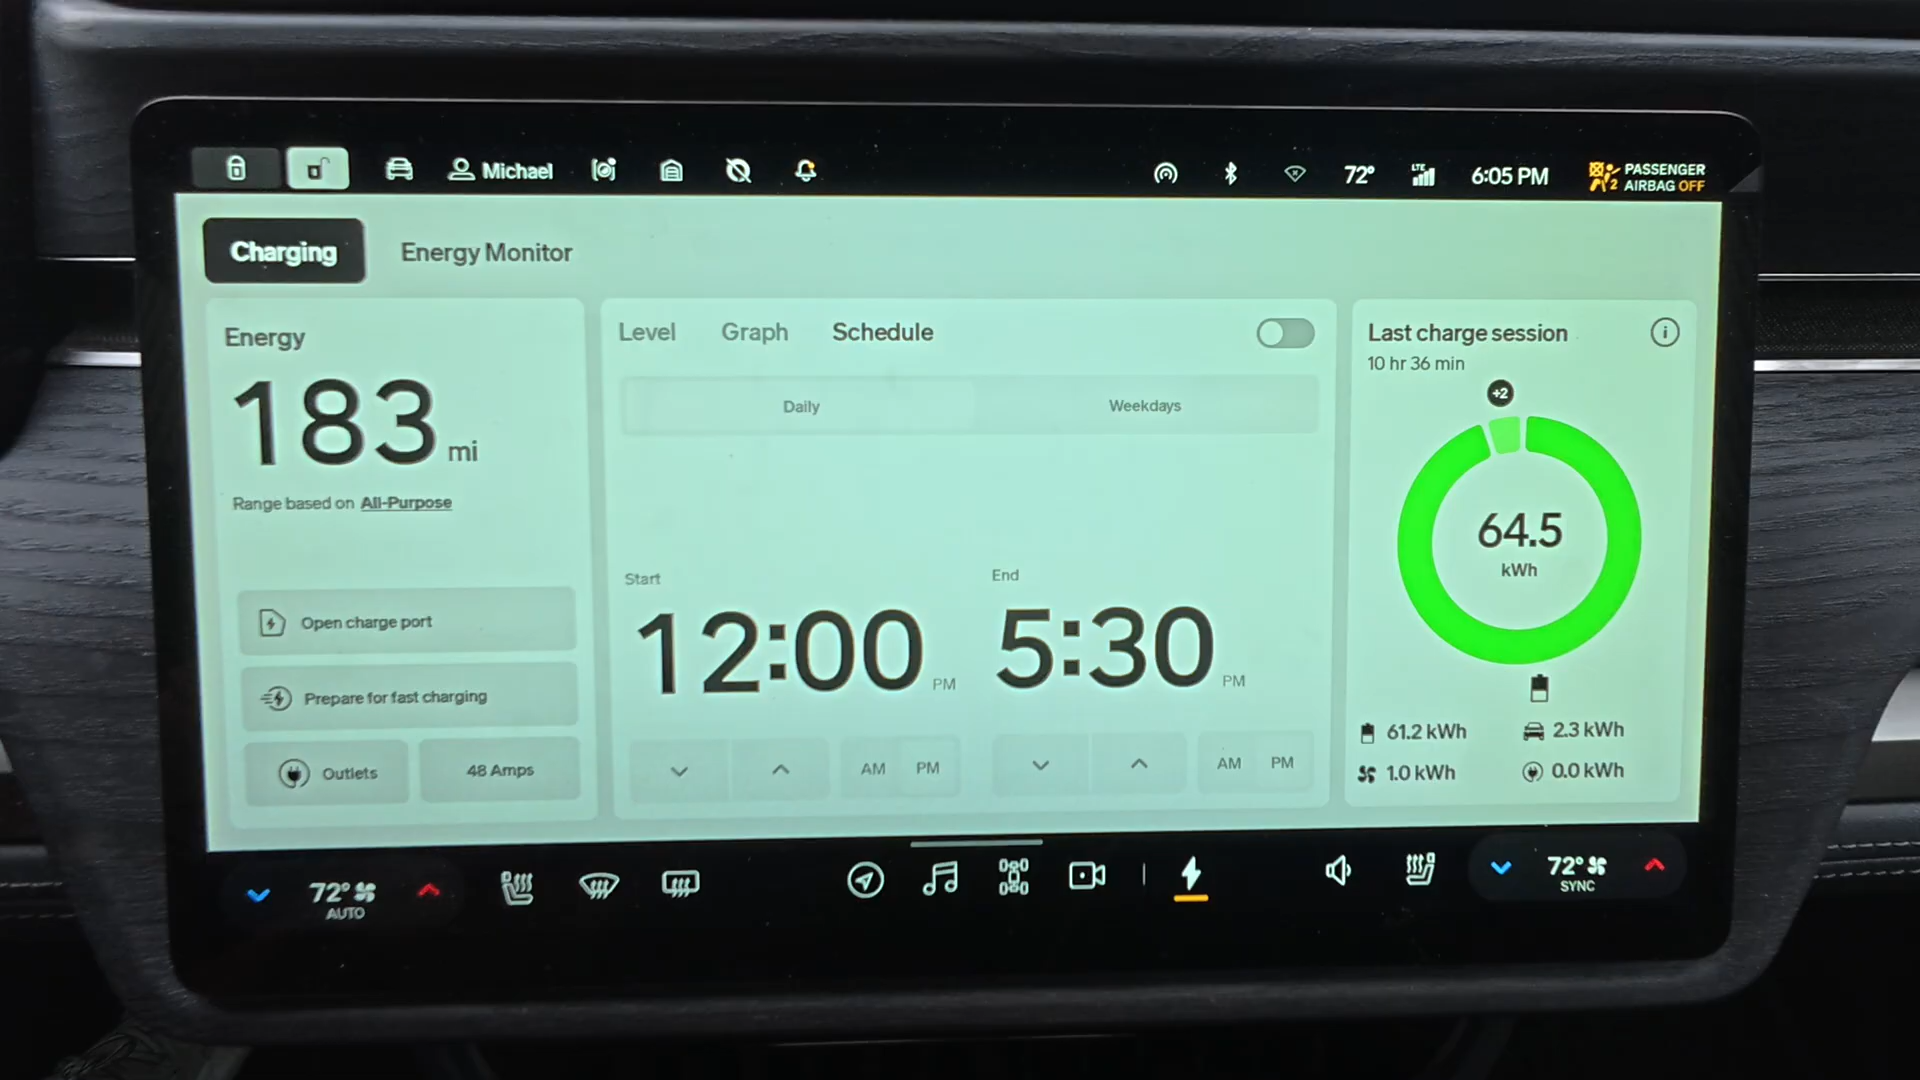 Michael
72°
LTE
6:05 PM
PASSENGER
AIRBAG OFF
2
Charging
Energy Monitor
Energy
183 mi
Range based on All-Purpose
Open charge port
Prepare for fast charging
Outlets
48 Amps
Level
Graph
Schedule
Daily
Weekdays
Start
12:00 PM
AM
PM
End
5:30 PM
AM
PM
Last charge session
10 hr 36 min
+2
64.5
kWh
61.2 kWh
2.3 kWh
1.0 kWh
0.0 kWh
72°
AUTO
72°
SYNC